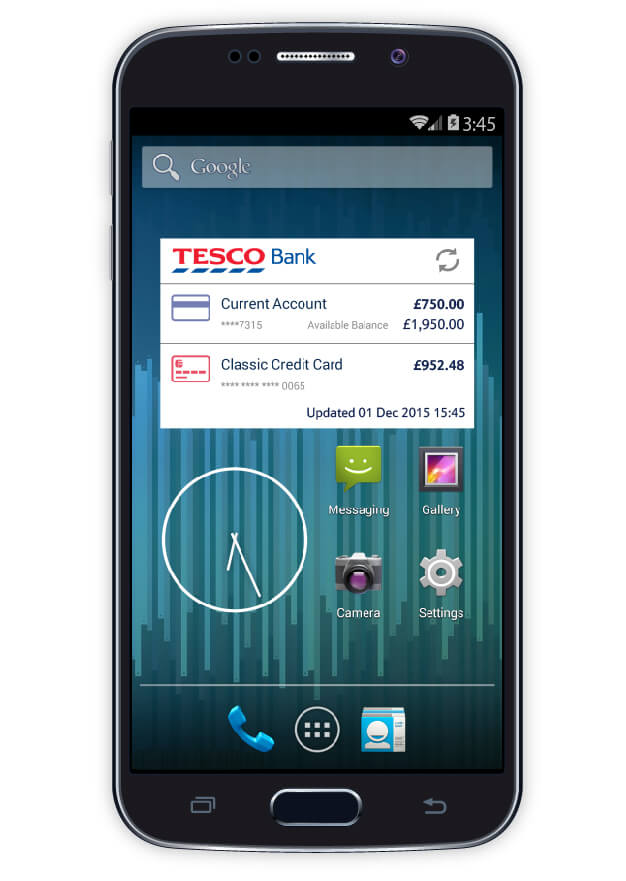 3:45
Google
TESCO Bank
Current Account £750.00
****7315 Available Balance £1,950.00
Classic Credit Card £952.48
**** **** **** 0065
Updated 01 Dec 2015 15:45
Messaging Gallery
Camera Settings